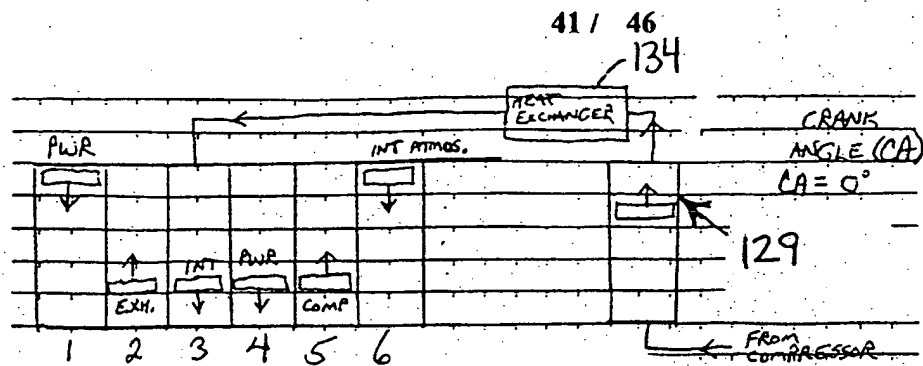 41 / 46
134
HEAT
EXCHANGER
CRANK
ANGLE (CA)
CA = 0°
PWR
INT ATMOS.
129
INT
PWR
EXH.
COMP
1 2 3 4 5 6
FROM
COMPRESSOR